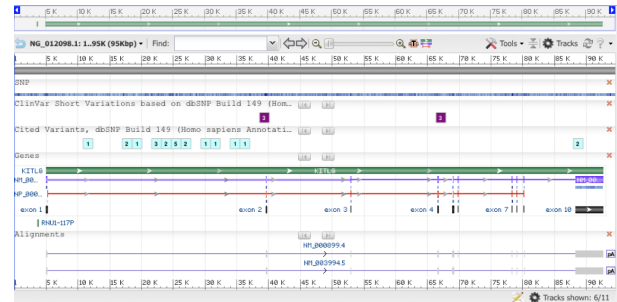 5 K 10 K 15 K 20 K 25 K 30 K 35 K 40 K 45 K 50 K 55 K 60 K 65 K 70 K 75 K 80 K 85 K 90 K
NG_012098.1: 1..95K (95Kbp) Find: Tools Tracks ?
5 K 10 K 15 K 20 K 25 K 30 K 35 K 40 K 45 K 50 K 55 K 60 K 65 K 70 K 75 K 80 K 85 K 90 K
SNP
ClinVar Short Variations based on dbSNP Build 149 (Hom…
3 3
Cited Variants, dbSNP Build 149 (Homo sapiens Annotati…
1 2 1 3 2 5 2 1 1 1 1 2
Genes
KITLG KITLG
NM_00… NM_00…
NP_000…
exon 1 exon 2 exon 3 exon 4 exon 7 exon 10
RNU1-117P
Alignments
NM_000899.4
pA
NM_003994.5
pA
5 K 10 K 15 K 20 K 25 K 30 K 35 K 40 K 45 K 50 K 55 K 60 K 65 K 70 K 75 K 80 K 85 K 90 K
Tracks shown: 6/11